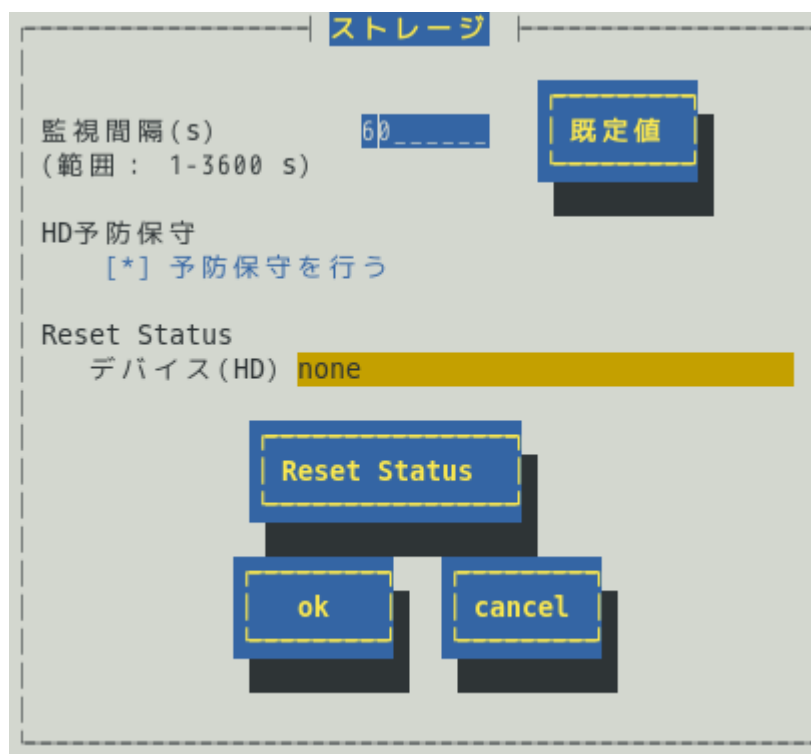 ストレージ
監視間隔(s) 60______ 既定値
(範囲： 1-3600 s)
HD予防保守
[*] 予防保守を行う
Reset Status
デバイス(HD) none
Reset Status
ok cancel